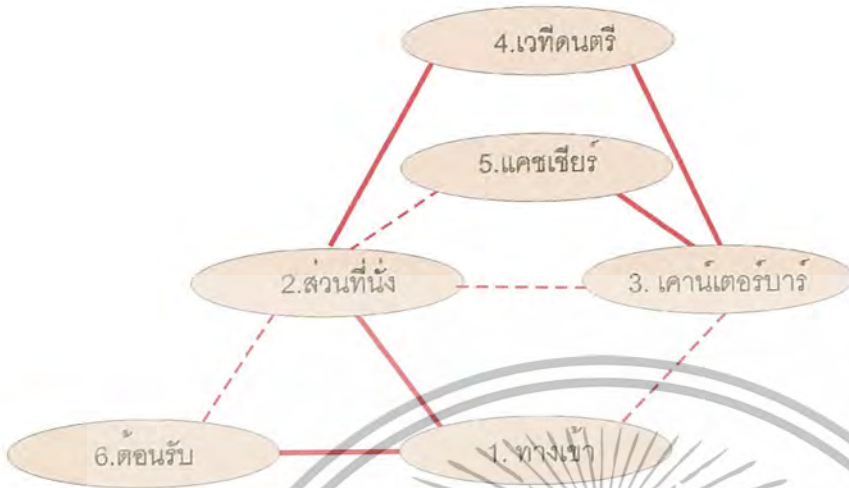 4.เวทีดนตรี
5.แคชเชียร์
2.ส่วนที่นั่ง
3. เคาน์เตอร์บาร์
6.ต้อนรับ
1. ทางเข้า